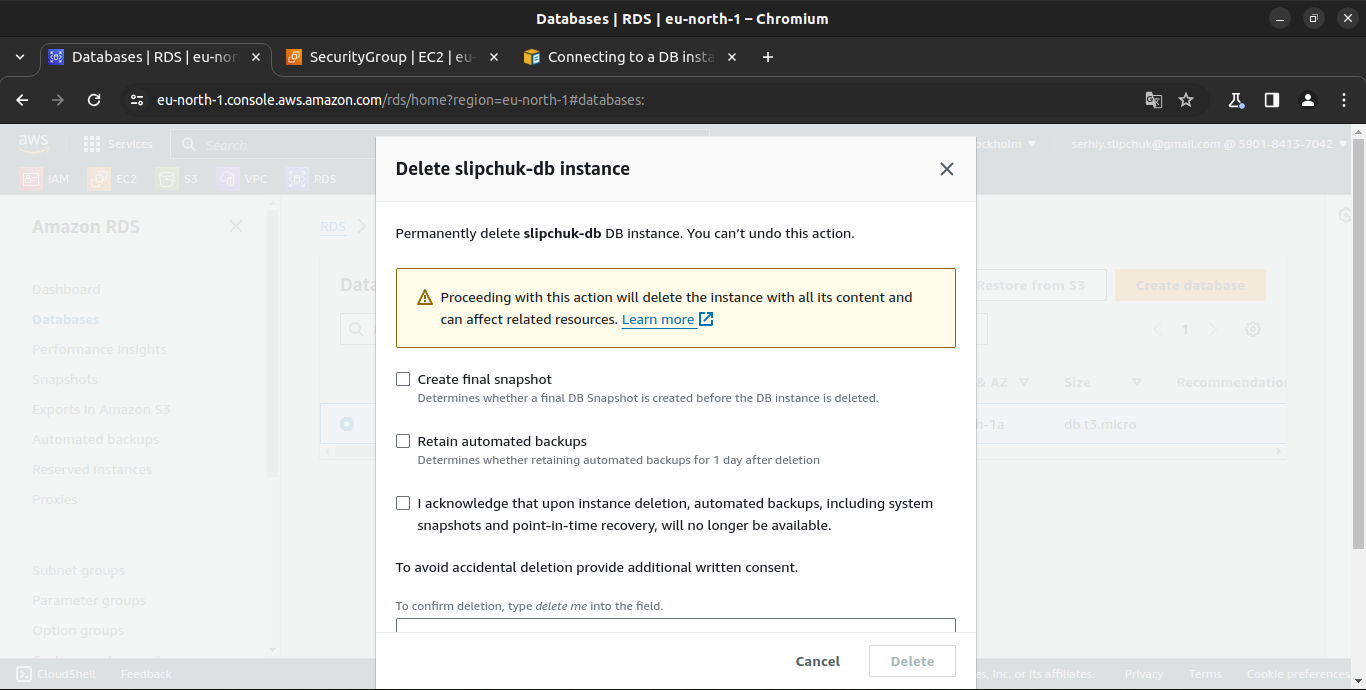 Databases | RDS | eu-north-1 – Chromium
Databases | RDS | eu-nor
SecurityGroup | EC2 | eu-
Connecting to a DB insta
eu-north-1.console.aws.amazon.com/rds/home?region=eu-north-1#databases:
aws
Services
Search
ockholm
serhiy.slipchuk@gmail.com @ 5901-8413-7042
IAM
EC2
S3
VPC
RDS
Amazon RDS
Dashboard
Databases
Performance insights
Snapshots
Exports in Amazon S3
Automated backups
Reserved instances
Proxies
Subnet groups
Parameter groups
Option groups
RDS
Data
Restore from S3
Create database
1
& AZ
Size
Recommendation
h-1a
db.t3.micro
Delete slipchuk-db instance
Permanently delete slipchuk-db DB instance. You can’t undo this action.
Proceeding with this action will delete the instance with all its content and
can affect related resources. Learn more
Create final snapshot
Determines whether a final DB Snapshot is created before the DB instance is deleted.
Retain automated backups
Determines whether retaining automated backups for 1 day after deletion
I acknowledge that upon instance deletion, automated backups, including system
snapshots and point-in-time recovery, will no longer be available.
To avoid accidental deletion provide additional written consent.
To confirm deletion, type delete me into the field.
Cancel
Delete
CloudShell
Feedback
es, Inc. or its affiliates.
Privacy
Terms
Cookie preferences